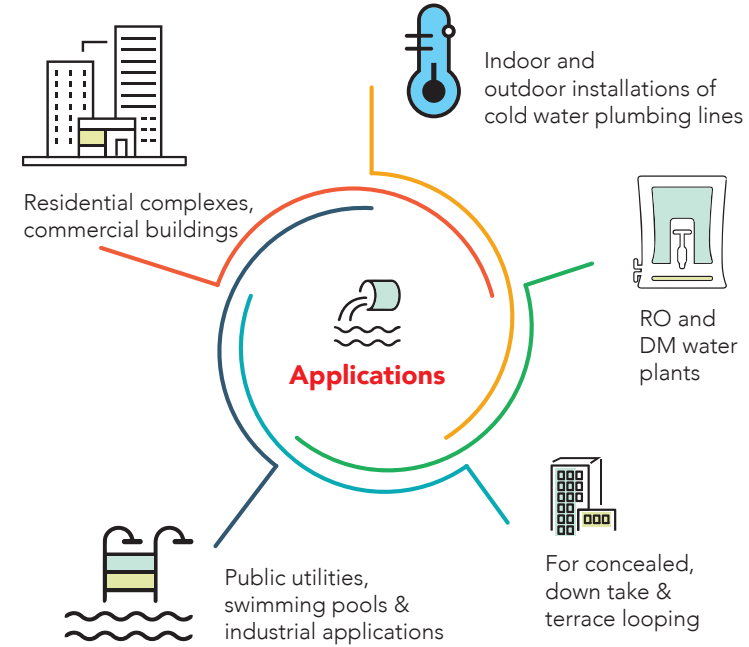 Indoor and
outdoor installations of
cold water plumbing lines
Residential complexes,
commercial buildings
RO and
DM water
plants
Applications
For concealed,
down take &
terrace looping
Public utilities,
swimming pools &
industrial applications